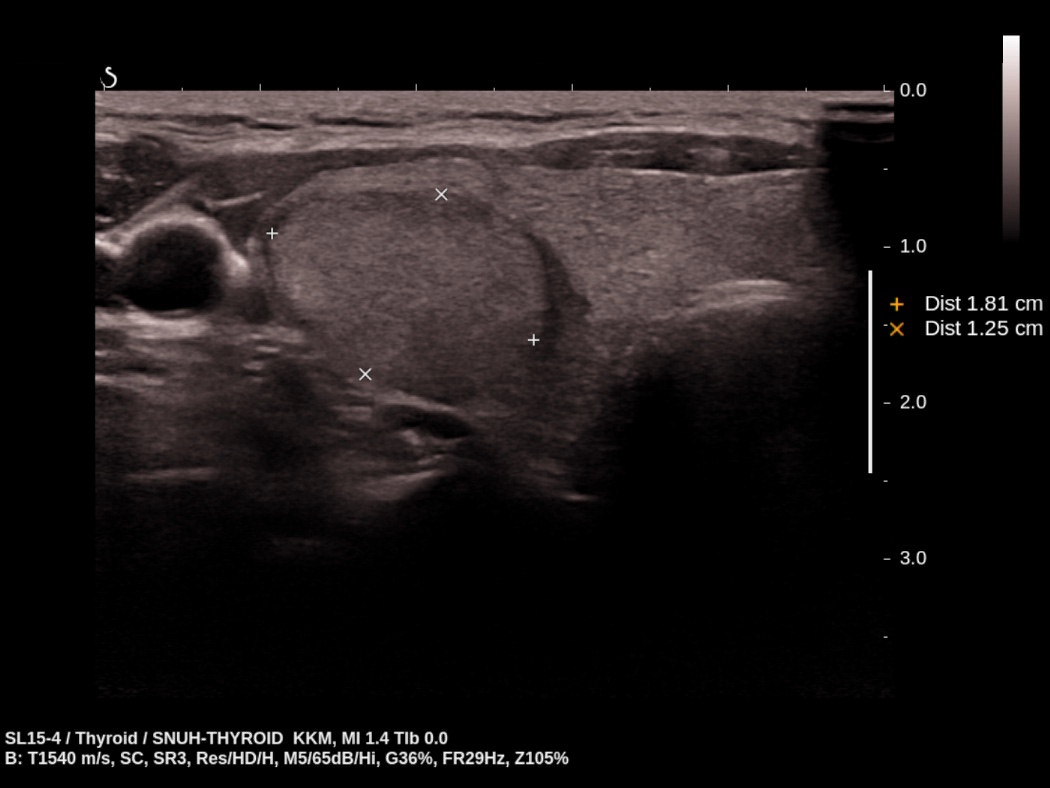 S
0.0
1.0
+ Dist 1.81 cm
× Dist 1.25 cm
2.0
3.0
SL15-4 / Thyroid / SNUH-THYROID KKM, MI 1.4 TIb 0.0
B: T1540 m/s, SC, SR3, Res/HD/H, M5/65dB/Hi, G36%, FR29Hz, Z105%